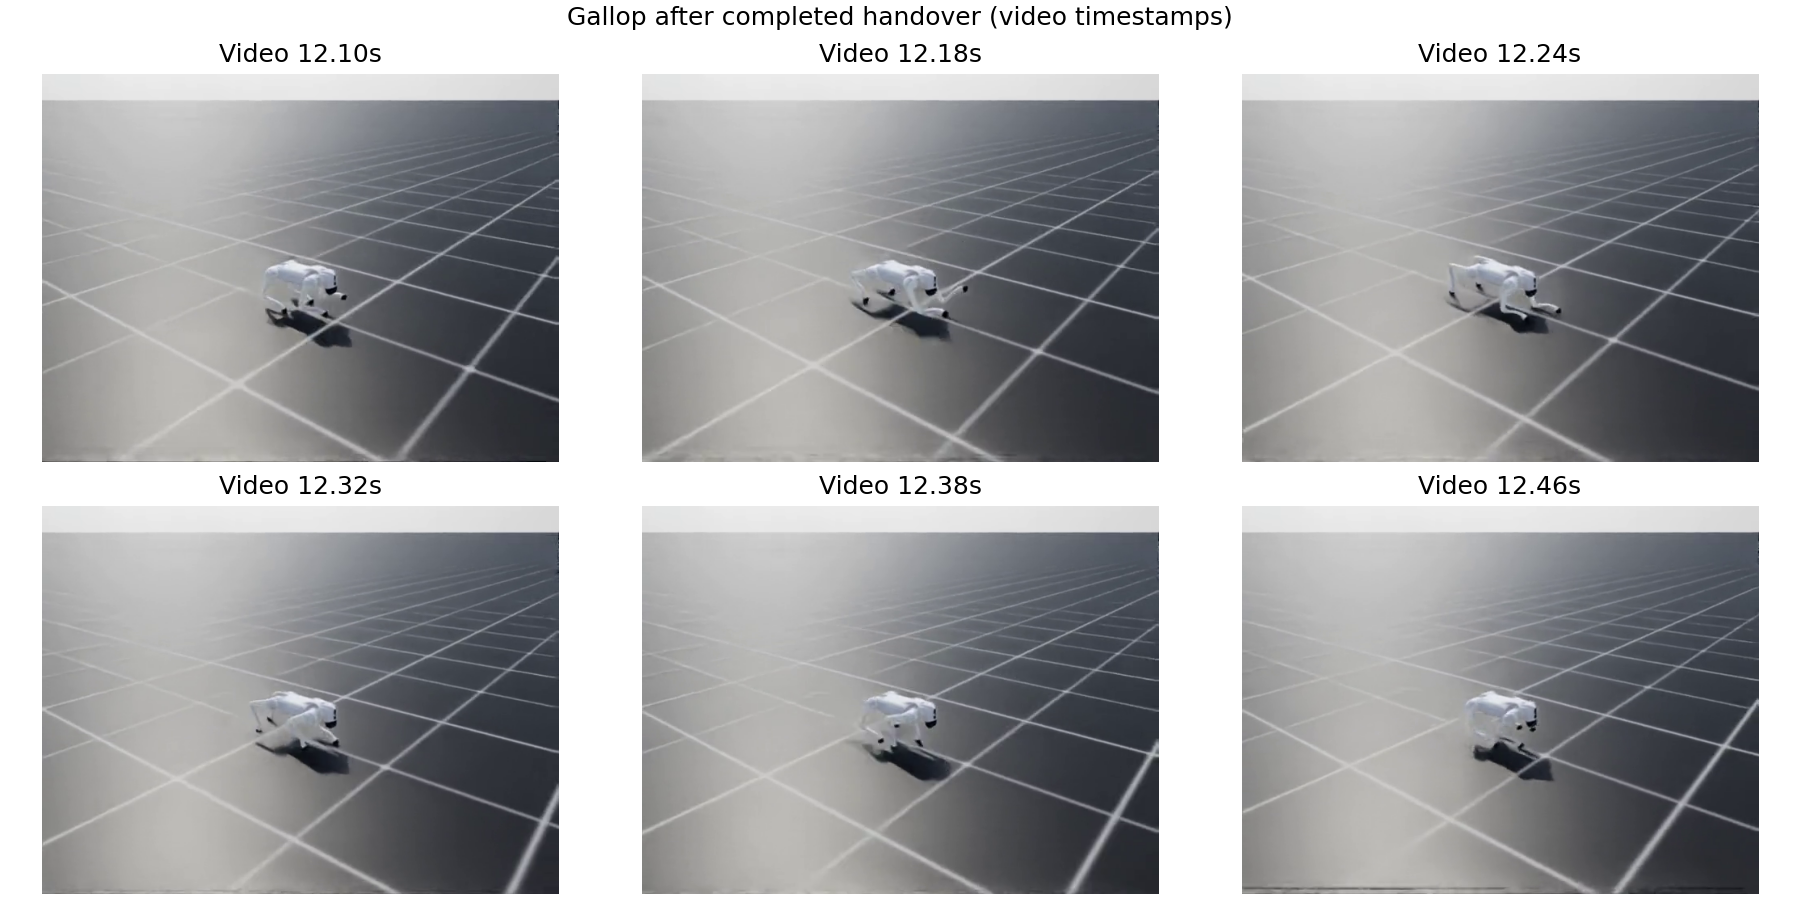 Gallop after completed handover (video timestamps)
Video 12.10s
Video 12.18s
Video 12.24s
Video 12.32s
Video 12.38s
Video 12.46s